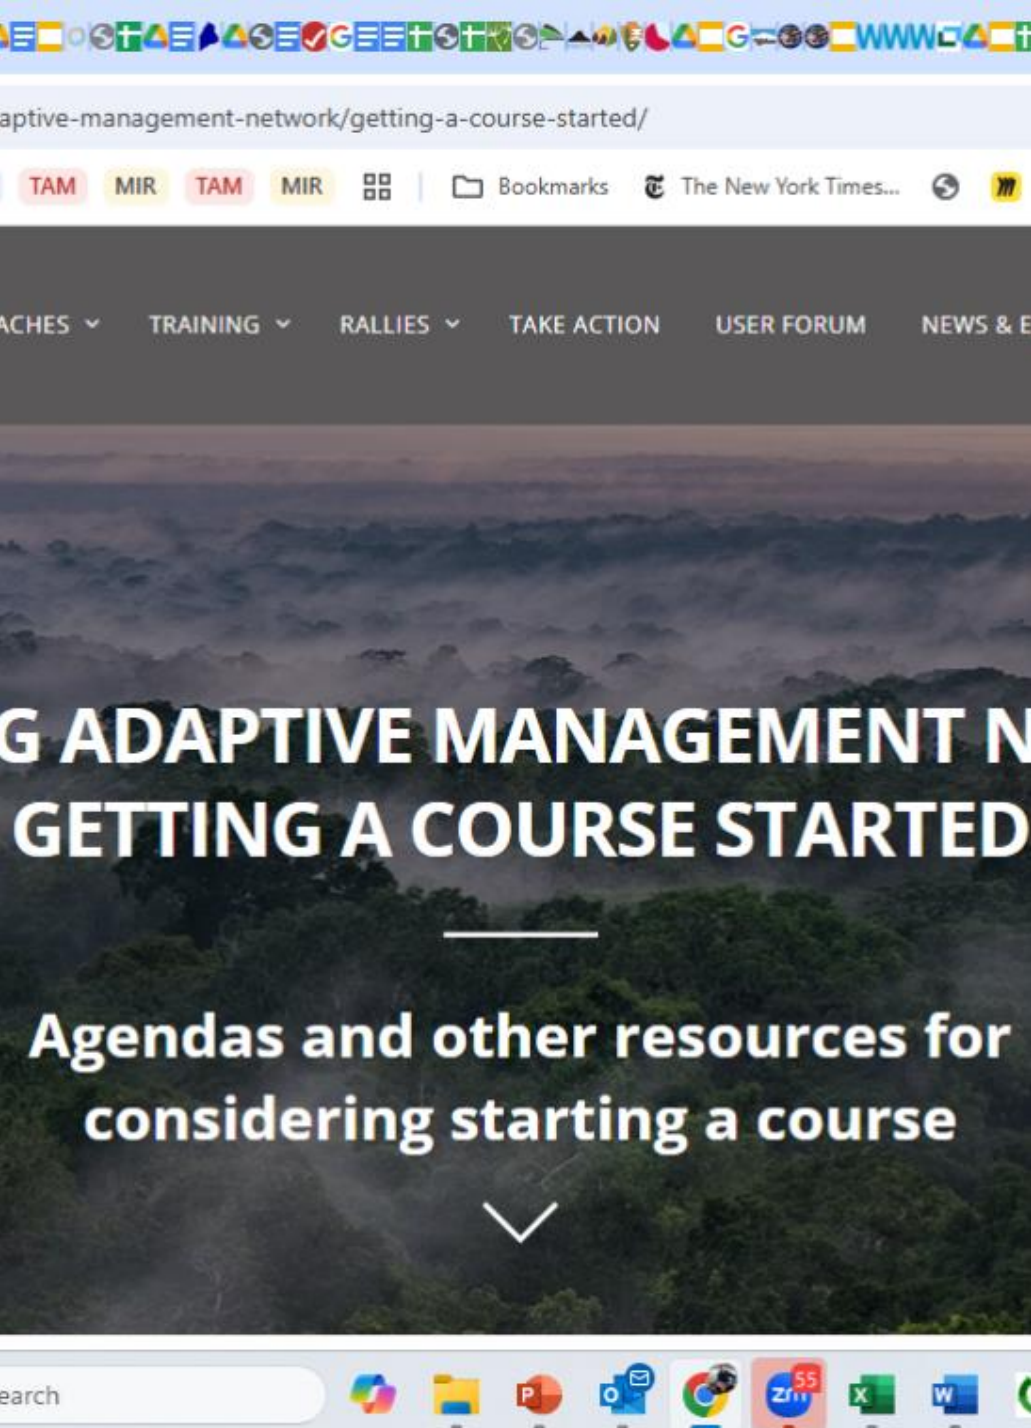 aptive-management-network/getting-a-course-started/
TAM MIR TAM MIR Bookmarks The New York Times...
ACHES TRAINING RALLIES TAKE ACTION USER FORUM NEWS & E
G ADAPTIVE MANAGEMENT N
GETTING A COURSE STARTED
Agendas and other resources for
considering starting a course
earch
55